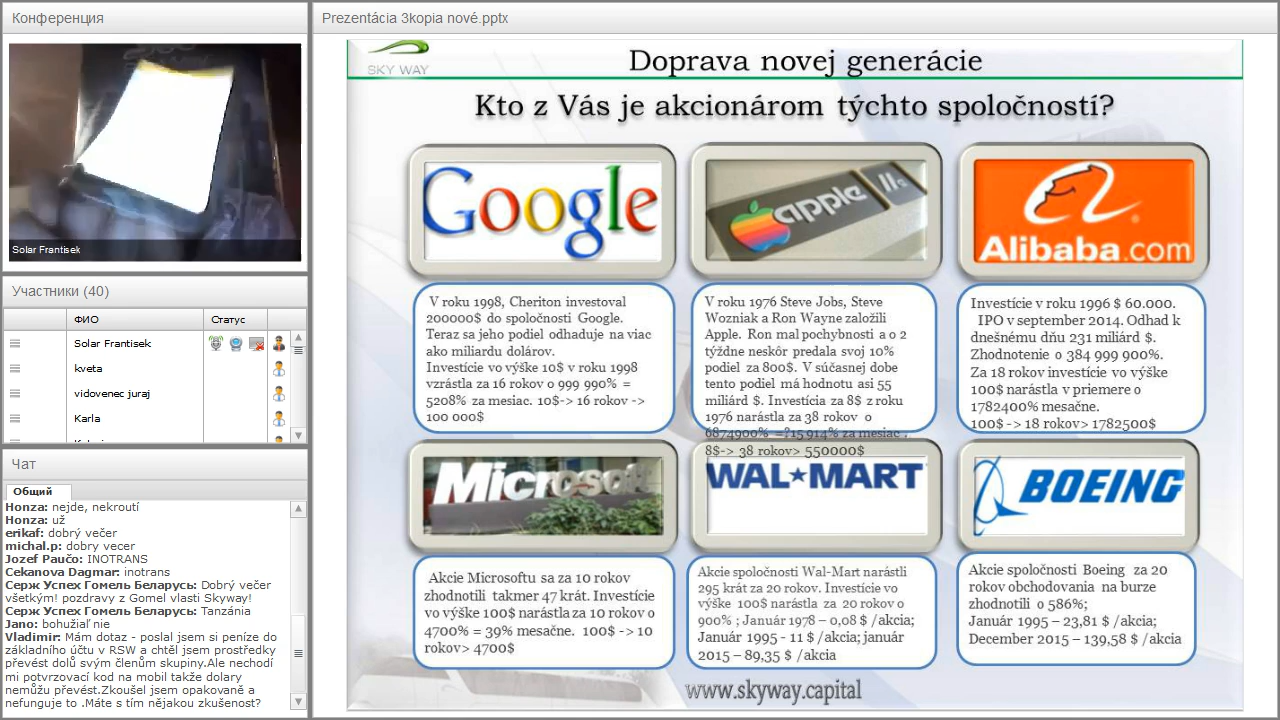 Конференция
Solar Frantisek
Участники (40)
ФИО
Статус
Solar Frantisek
kveta
vidovenec juraj
Karla
Чат
Общий
Honza: nejde, nekroutí
Honza: už
erikaf: dobrý večer
michal.p: dobry vecer
Jozef Paučo: INOTRANS
Cekanova Dagmar: inotrans
Серж Успех Гомель Беларусь: Dobrý večer
všetkým! pozdravy z Gomel vlasti Skyway!
Серж Успех Гомель Беларусь: Tanzánia
Jano: bohužiaľ nie
Vladimir: Mám dotaz - poslal jsem si peníze do
základního účtu v RSW a chtěl jsem prostředky
převést dolů svým členům skupiny.Ale nechodí
mi potvrzovací kod na mobil takže dolary
nemůžu převést.Zkoušel jsem opakovaně a
nefunguje to .Máte s tím nějakou zkušenost?
Prezentácia 3kopia nové.pptx
SKY WAY
Doprava novej generácie
Kto z Vás je akcionárom týchto spoločností?
Google
V roku 1998, Cheriton investoval
200000$ do spoločnosti Google.
Teraz sa jeho podiel odhaduje na viac
ako miliardu dolárov.
Investície vo výške 10$ v roku 1998
vzrástla za 16 rokov o 999 990% =
5208% za mesiac. 10$-> 16 rokov ->
100 000$
apple
V roku 1976 Steve Jobs, Steve
Wozniak a Ron Wayne založili
Apple. Ron mal pochybnosti a o 2
týždne neskôr predala svoj 10%
podiel za 800$. V súčasnej dobe
tento podiel má hodnotu asi 55
miliárd $. Investícia za 8$ z roku
1976 narástla za 38 rokov o
6874900% =?15 914% za mesiac .
8$-> 38 rokov> 550000$
Alibaba.com
Investície v roku 1996 $ 60.000.
IPO v september 2014. Odhad k
dnešnému dňu 231 miliárd $.
Zhodnotenie o 384 999 900%.
Za 18 rokov investície vo výške
100$ narástla v priemere o
1782400% mesačne.
100$ -> 18 rokov> 1782500$
Microsoft
Akcie Microsoftu sa za 10 rokov
zhodnotili takmer 47 krát. Investície
vo výške 100$ narástla za 10 rokov o
4700% = 39% mesačne. 100$ -> 10
rokov> 4700$
WAL★MART
Akcie spoločnosti Wal-Mart narástli
295 krát za 20 rokov. Investície vo
výške 100$ narástla za 20 rokov o
900% ; Január 1978 – 0,08 $ /akcia;
Január 1995 - 11 $ /akcia; január
2015 – 89,35 $ /akcia
BOEING
Akcie spoločnosti Boeing za 20
rokov obchodovania na burze
zhodnotili o 586%;
Január 1995 – 23,81 $ /akcia;
December 2015 – 139,58 $ /akcia
www.skyway.capital